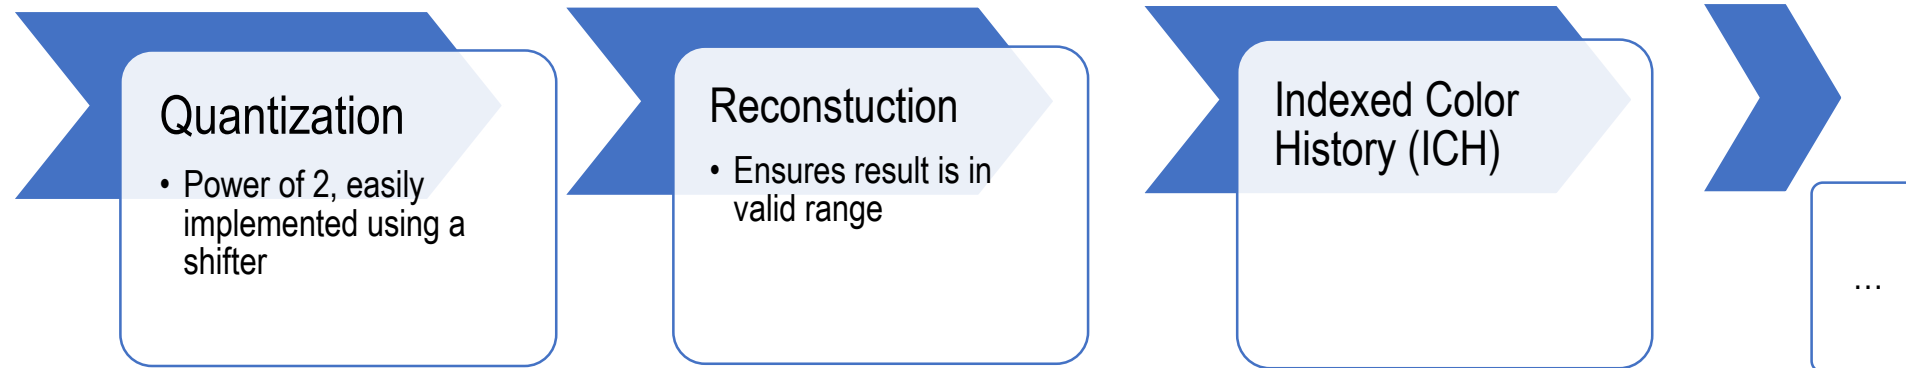 Quantization
• Power of 2, easily
implemented using a
shifter
Reconstuction
• Ensures result is in
valid range
Indexed Color
History (ICH)
...